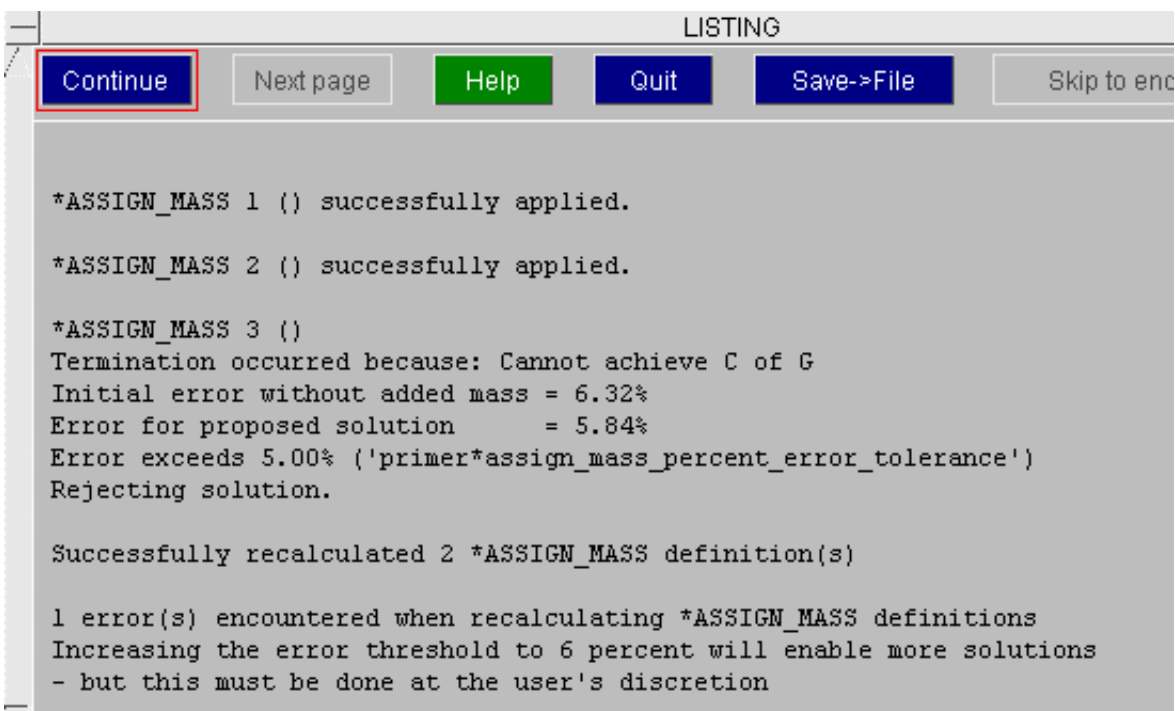 LISTING
Continue Next page Help Quit Save->File Skip to end
*ASSIGN_MASS 1 () successfully applied.
*ASSIGN_MASS 2 () successfully applied.
*ASSIGN_MASS 3 ()
Termination occurred because: Cannot achieve C of G
Initial error without added mass = 6.32%
Error for proposed solution = 5.84%
Error exceeds 5.00% ('primer*assign_mass_percent_error_tolerance')
Rejecting solution.
Successfully recalculated 2 *ASSIGN_MASS definition(s)
1 error(s) encountered when recalculating *ASSIGN_MASS definitions
Increasing the error threshold to 6 percent will enable more solutions
- but this must be done at the user's discretion